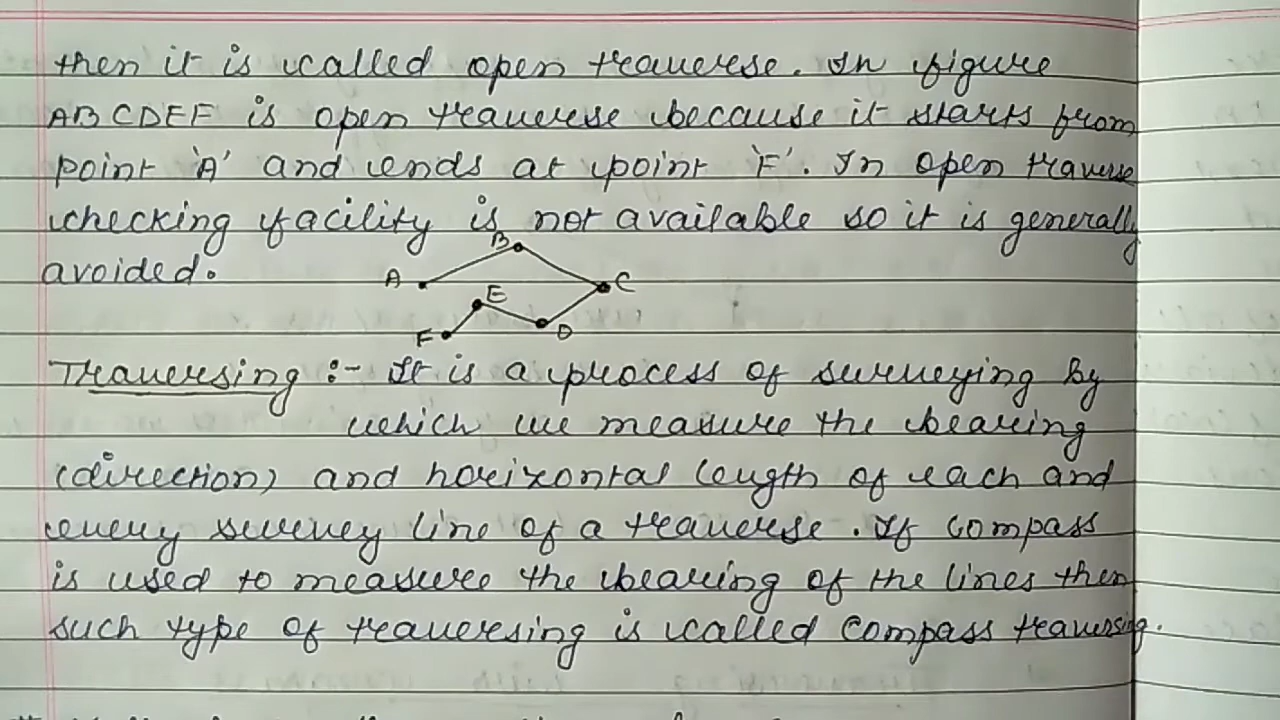 then it is called open traverse. In figure
ABCDEF is open traverse because it starts from
point 'A' and ends at point 'F'. In open traverse
checking facility is not available so it is generally
avoided.
A B C
E
F D
Traversing :- It is a process of surveying by
which we measure the bearing
(direction) and horizontal length of each and
every survey line of a traverse. If compass
is used to measure the bearing of the lines then
such type of traversing is called compass traversing.